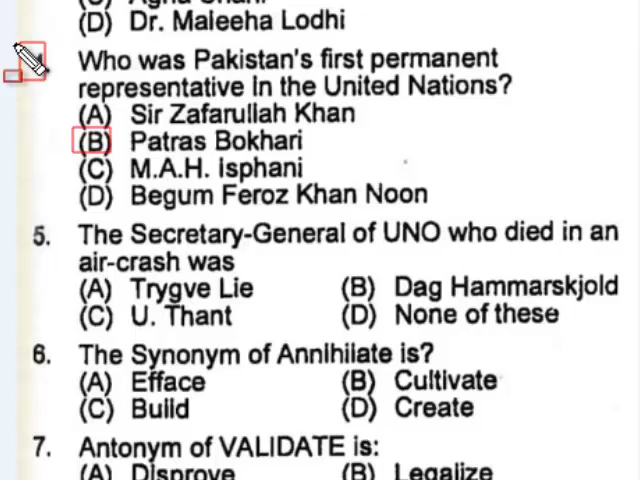 (D) Dr. Maleeha Lodhi
Who was Pakistan's first permanent
representative in the United Nations?
(A) Sir Zafarullah Khan
(B) Patras Bokhari
(C) M.A.H. Isphani
(D) Begum Feroz Khan Noon
5. The Secretary-General of UNO who died in an
air-crash was
(A) Trygve Lie (B) Dag Hammarskjold
(C) U. Thant (D) None of these
6. The Synonym of Annihilate is?
(A) Efface (B) Cultivate
(C) Build (D) Create
7. Antonym of VALIDATE is:
(A) Disprove (B) Legalize